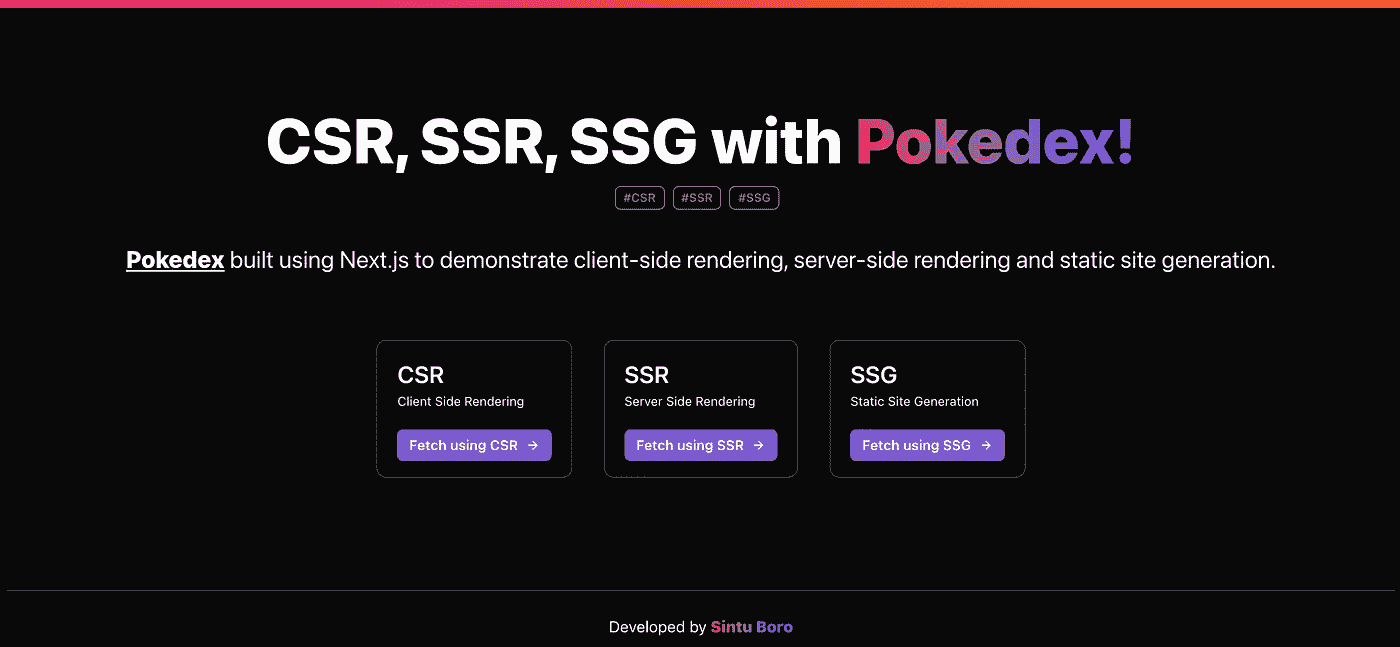 CSR, SSR, SSG with Pokedex!
#CSR #SSR #SSG
Pokedex built using Next.js to demonstrate client-side rendering, server-side rendering and static site generation.
CSR
Client Side Rendering
Fetch using CSR →
SSR
Server Side Rendering
Fetch using SSR →
SSG
Static Site Generation
Fetch using SSG →
Developed by Sintu Boro